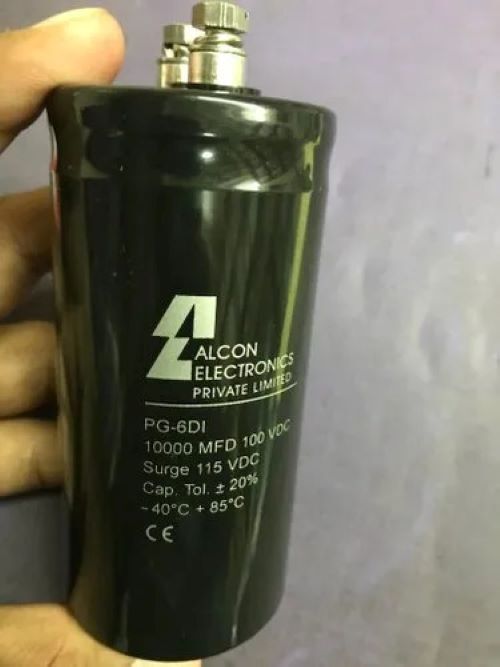 ALCON
ELECTRONICS
PRIVATE LIMITED
PG-6DI
10000 MFD 100 VDC
Surge 115 VDC
Cap. Tol. ± 20%
-40°C + 85°C
CE